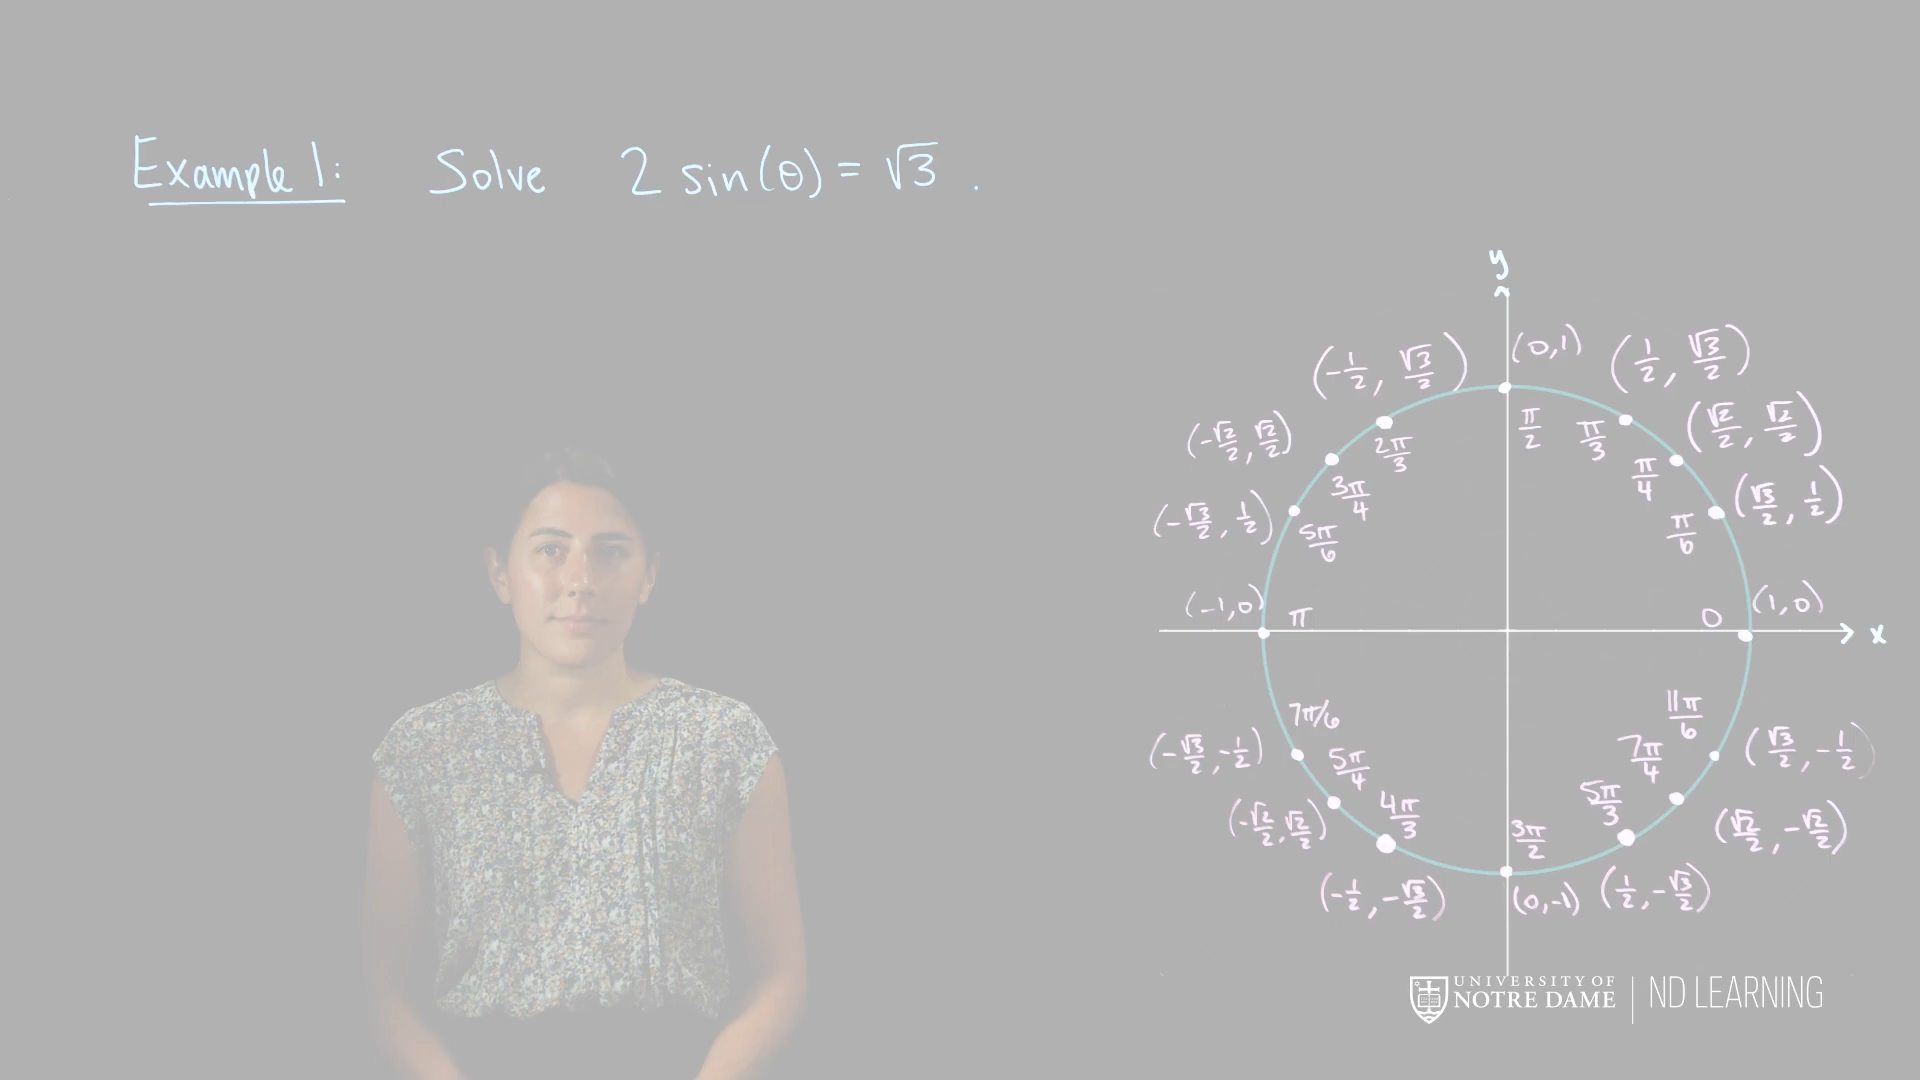 Example 1: Solve 2 sin(θ) = √3 .
y
(-1/2, √3/2) (0,1) (1/2, √3/2)
(-√2/2, √2/2) 2π/3 π/2 π/3 (√2/2, √2/2)
(-√3/2, 1/2) 3π/4 π/4 (√3/2, 1/2)
5π/6 π/6
(-1,0) π 0 (1,0)
x
7π/6 11π/6
(-√3/2, -1/2) 5π/4 7π/4 (√3/2, -1/2)
(-√2/2, √2/2) 4π/3 5π/3 (√2/2, -√2/2)
3π/2
(-1/2, -√3/2) (0,-1) (1/2, -√3/2)
UNIVERSITY OF
NOTRE DAME | ND LEARNING